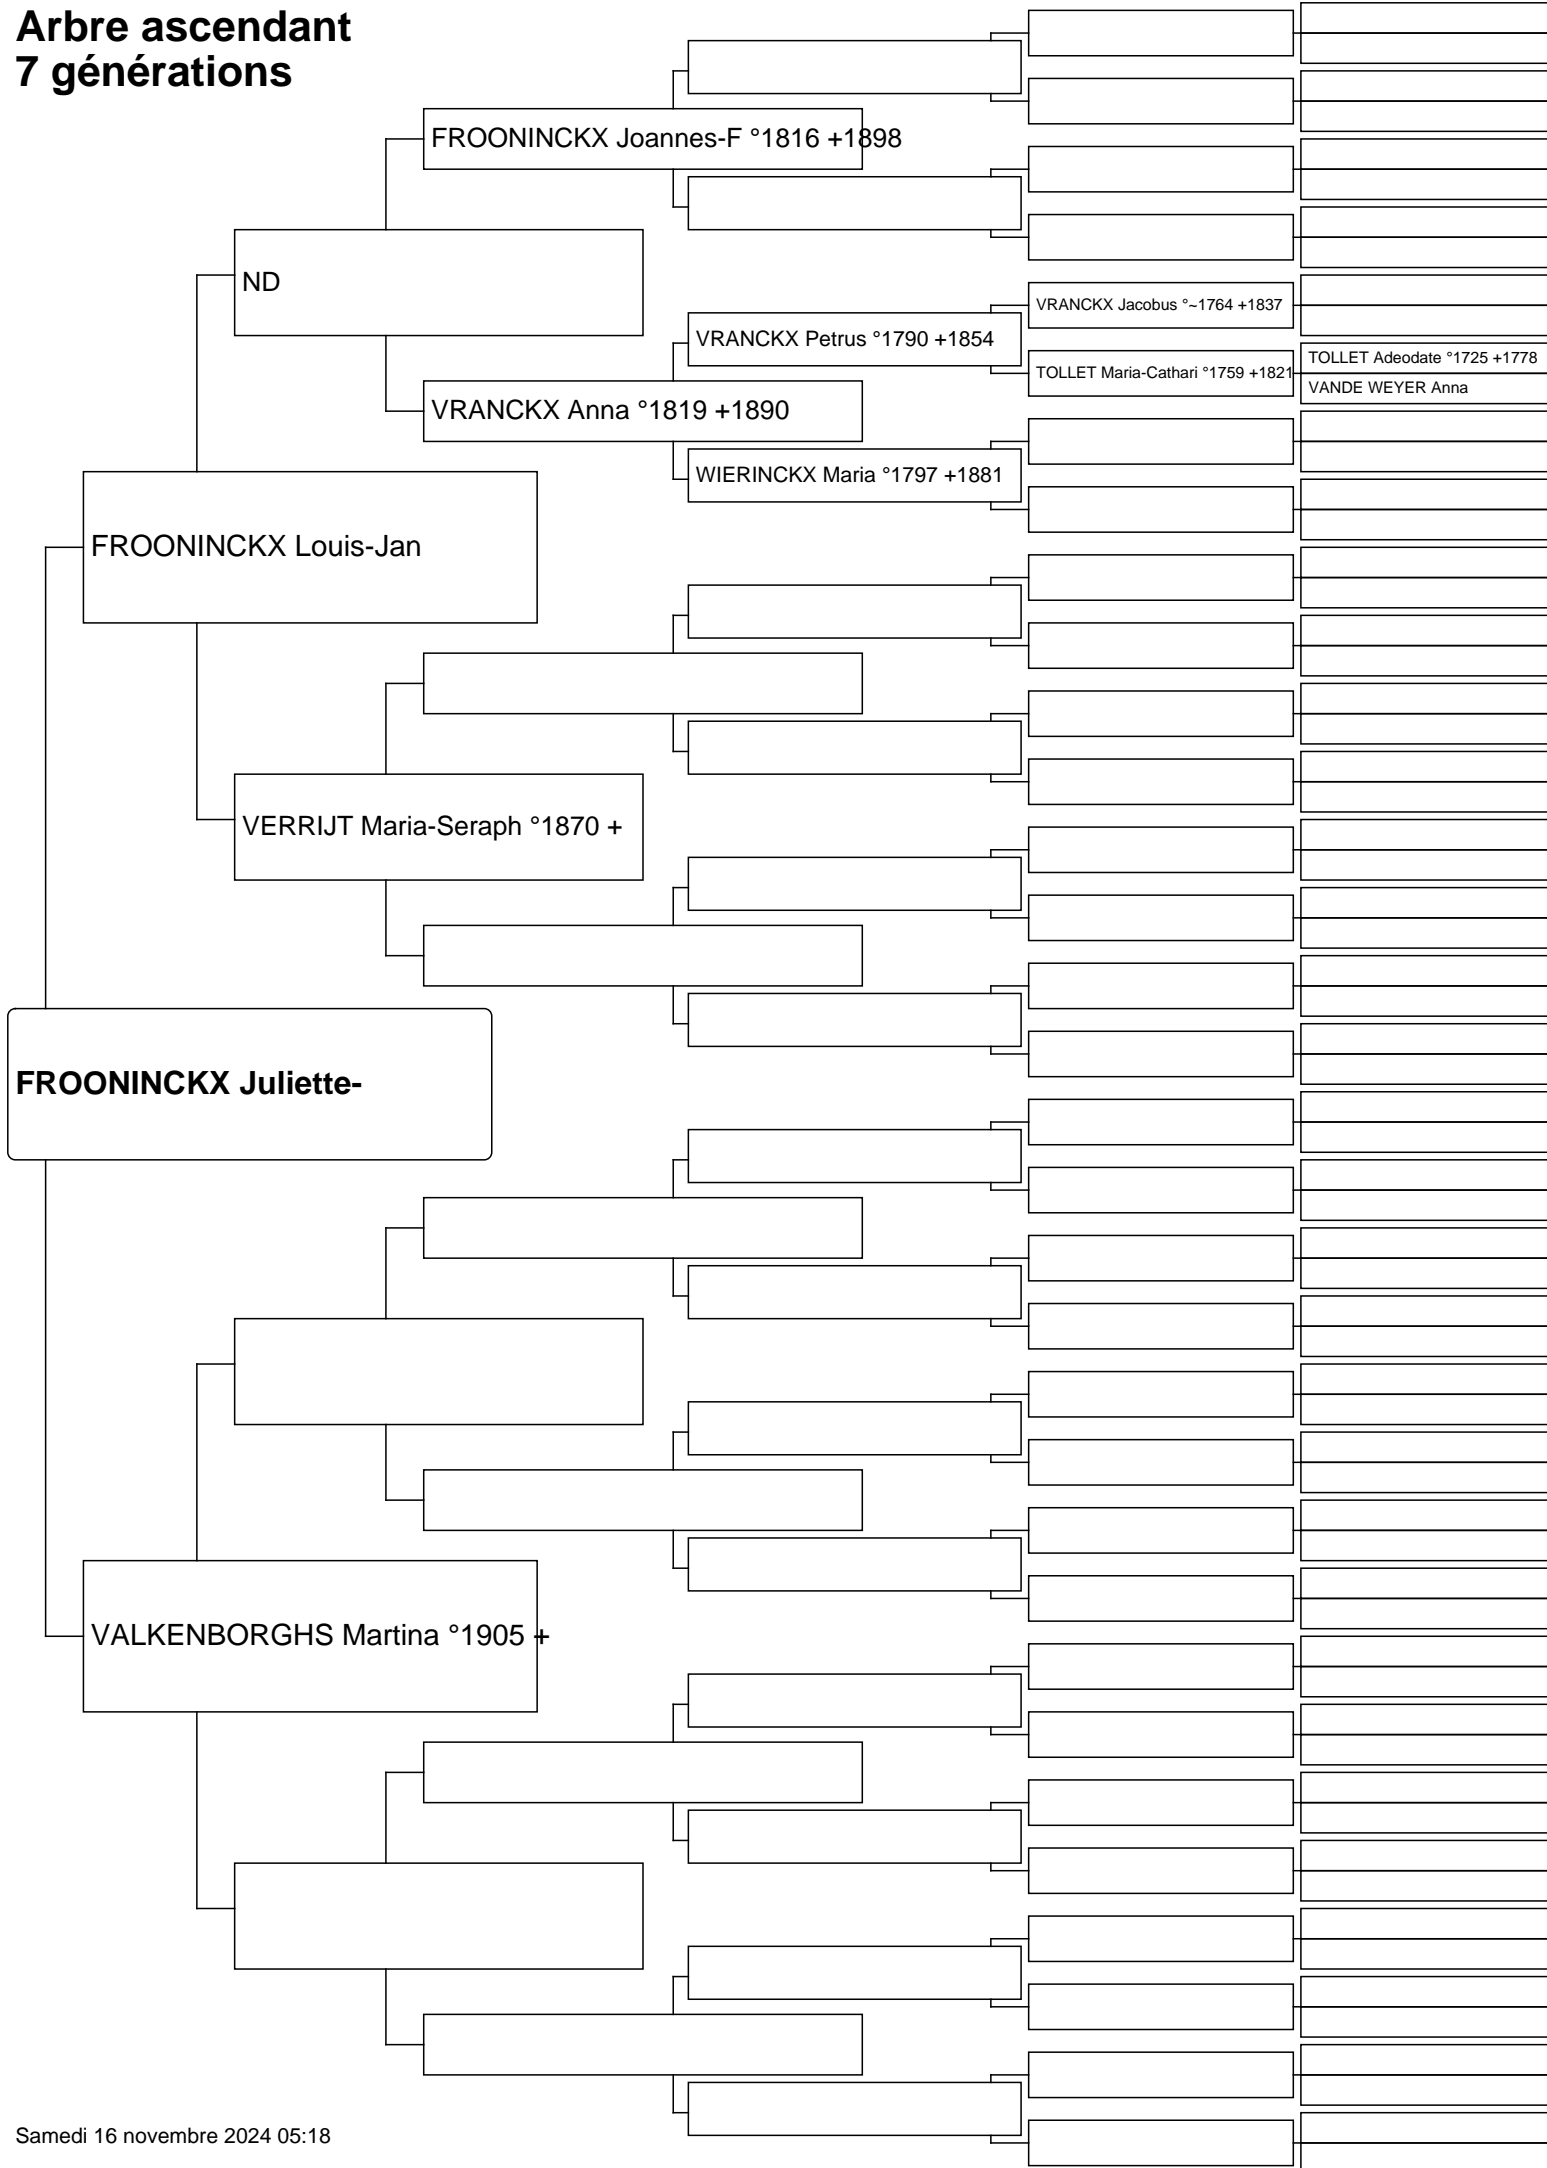 Arbre ascendant
7 générations
FROONINCKX Joannes-F °1816 +1898
ND
VRANCKX Jacobus °~1764 +1837
VRANCKX Petrus °1790 +1854
TOLLET Adeodate °1725 +1778
TOLLET Maria-Cathari °1759 +1821
VANDE WEYER Anna
VRANCKX Anna °1819 +1890
WIERINCKX Maria °1797 +1881
FROONINCKX Louis-Jan
VERRIJT Maria-Seraph °1870 +
FROONINCKX Juliette-
VALKENBORGHS Martina °1905 +
Samedi 16 novembre 2024 05:18